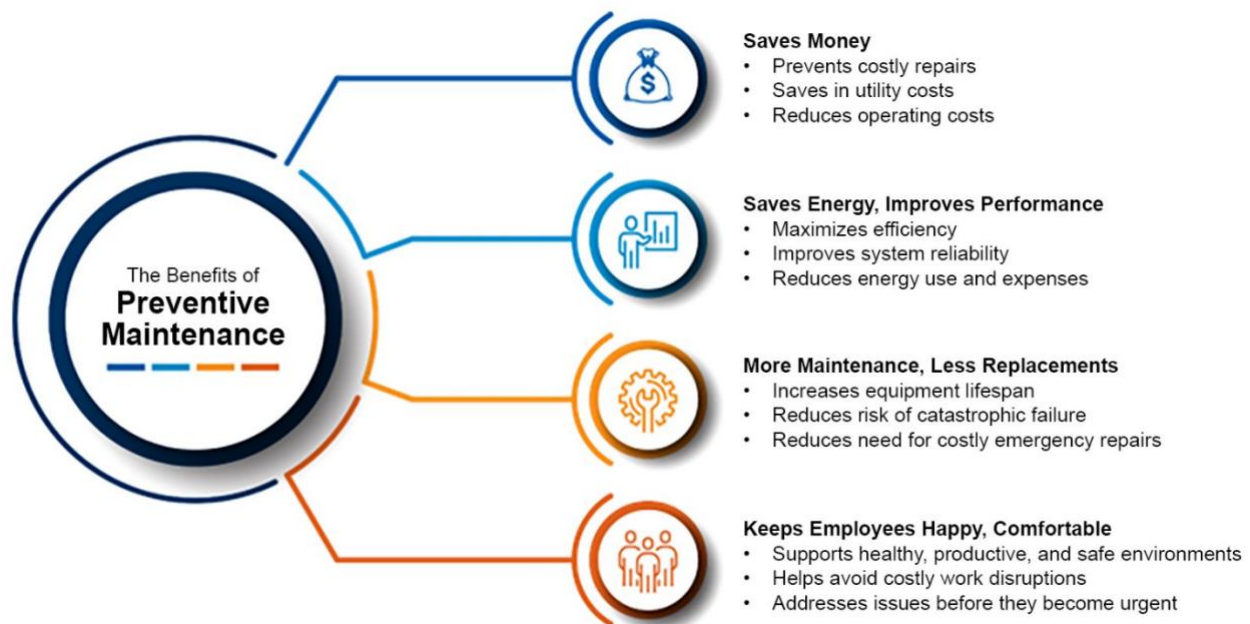 The Benefits of
Preventive
Maintenance
Saves Money
• Prevents costly repairs
• Saves in utility costs
• Reduces operating costs
$
Saves Energy, Improves Performance
• Maximizes efficiency
• Improves system reliability
• Reduces energy use and expenses
More Maintenance, Less Replacements
• Increases equipment lifespan
• Reduces risk of catastrophic failure
• Reduces need for costly emergency repairs
Keeps Employees Happy, Comfortable
• Supports healthy, productive, and safe environments
• Helps avoid costly work disruptions
• Addresses issues before they become urgent